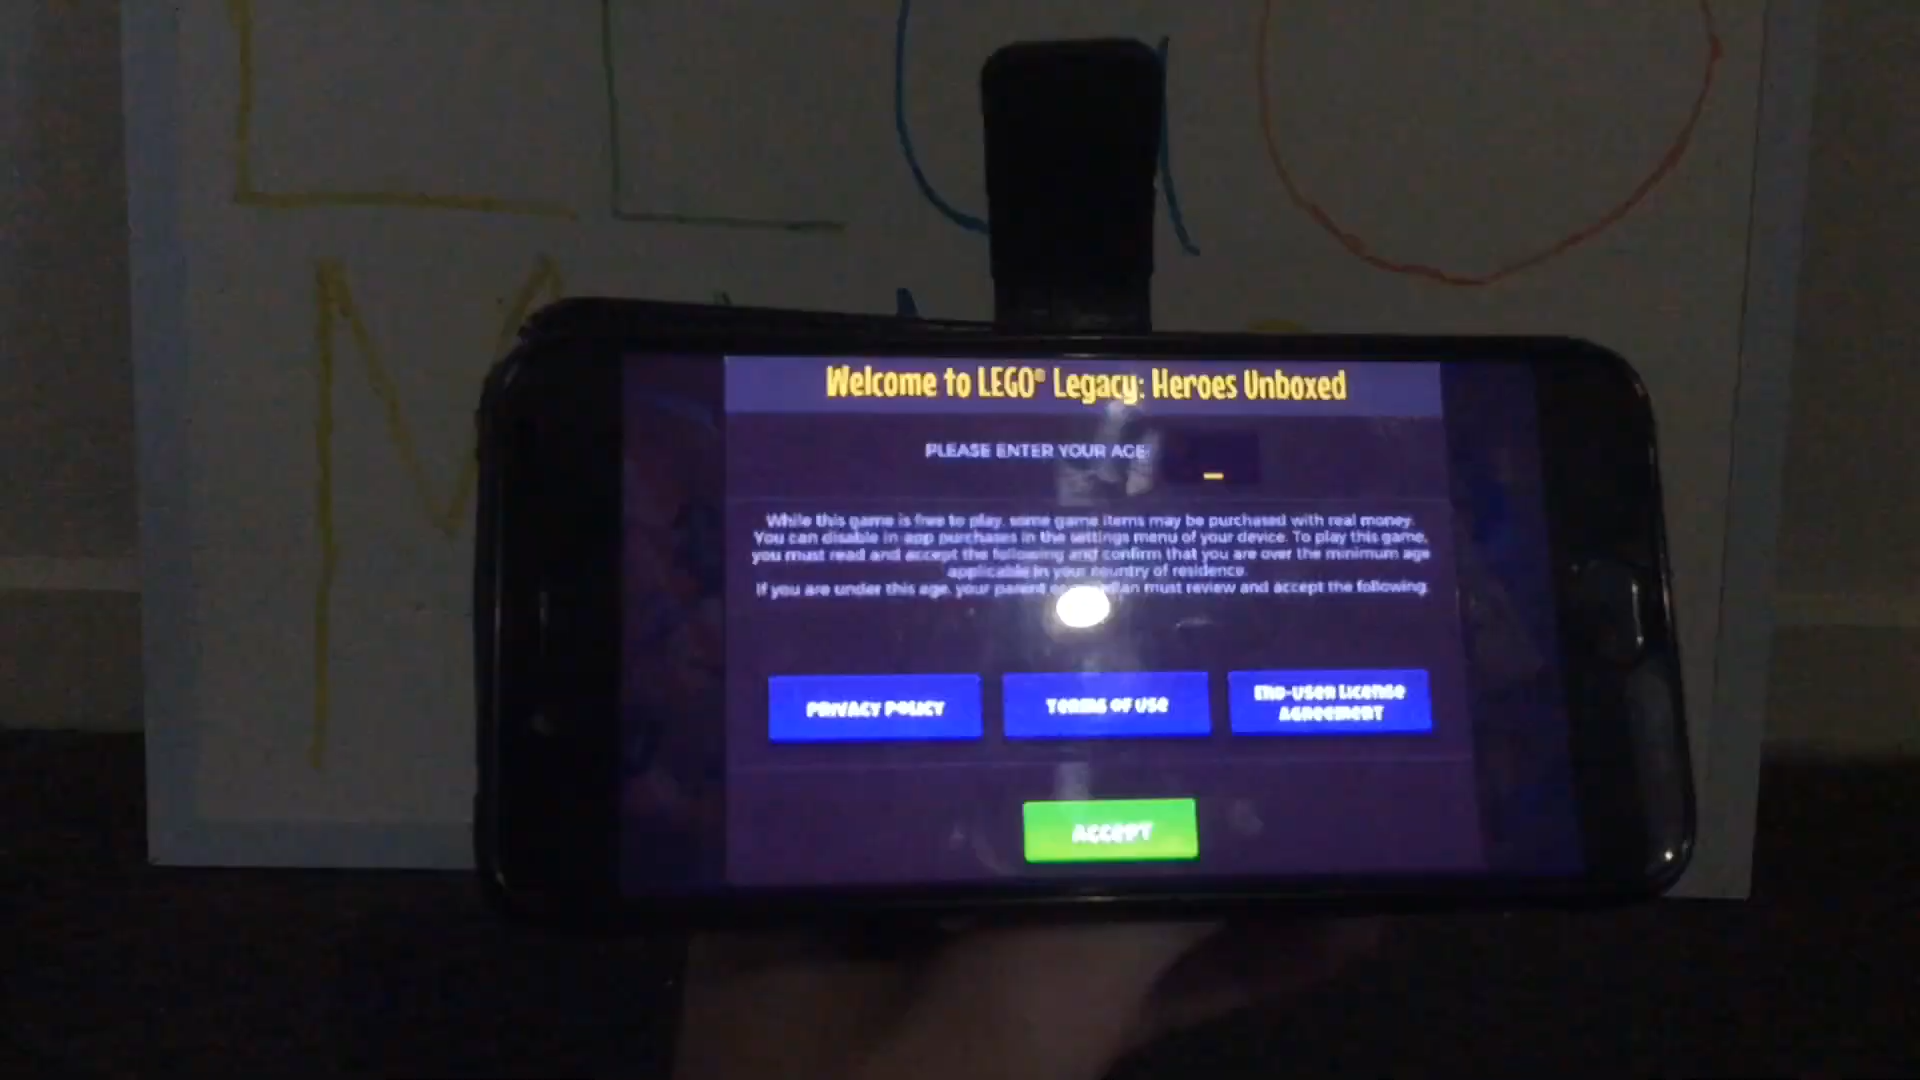 LEGO
M
Welcome to LEGO® Legacy: Heroes Unboxed
PLEASE ENTER YOUR AGE:
While this game is free to play, some game items may be purchased with real money.
You can disable in app purchases in the settings menu of your device. To play this game,
you must read and accept the following and confirm that you are over the minimum age
applicable in your country of residence.
If you are under this age, your parent or guardian must review and accept the following.
PRIVACY POLICY
TERMS OF USE
END-USER LICENSE
AGREEMENT
ACCEPT